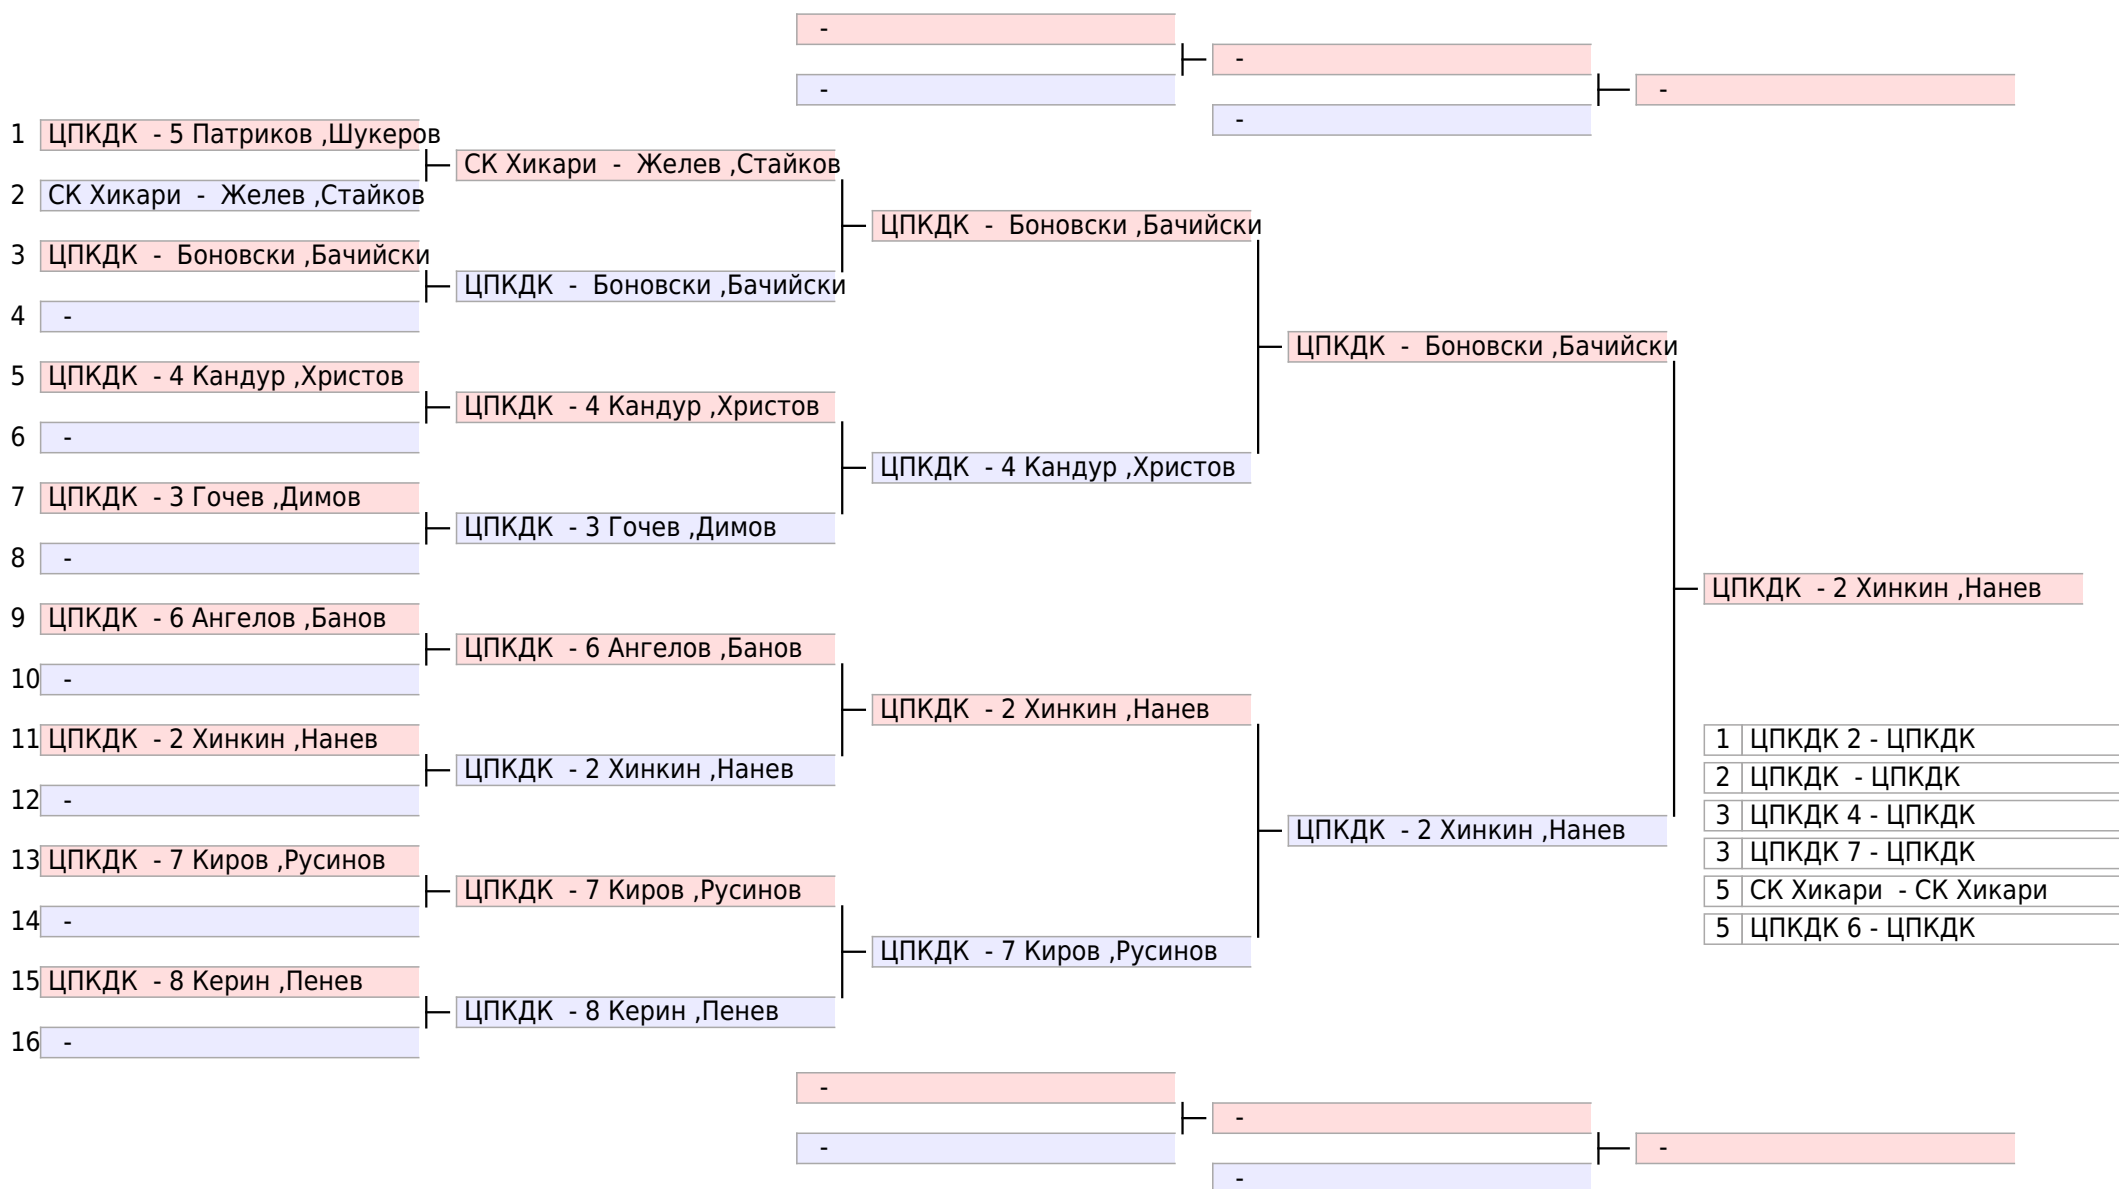 -
-
-
-
-
1 ЦПКДК - 5 Патриков ,Шукеров
СК Хикари - Желев ,Стайков
2 СК Хикари - Желев ,Стайков
ЦПКДК - Боновски ,Бачийски
3 ЦПКДК - Боновски ,Бачийски
ЦПКДК - Боновски ,Бачийски
4 -
ЦПКДК - Боновски ,Бачийски
5 ЦПКДК - 4 Кандур ,Христов
ЦПКДК - 4 Кандур ,Христов
6 -
ЦПКДК - 4 Кандур ,Христов
7 ЦПКДК - 3 Гочев ,Димов
ЦПКДК - 3 Гочев ,Димов
8 -
ЦПКДК - 2 Хинкин ,Нанев
9 ЦПКДК - 6 Ангелов ,Банов
ЦПКДК - 6 Ангелов ,Банов
10 -
ЦПКДК - 2 Хинкин ,Нанев
11 ЦПКДК - 2 Хинкин ,Нанев
ЦПКДК - 2 Хинкин ,Нанев
12 -
ЦПКДК - 2 Хинкин ,Нанев
13 ЦПКДК - 7 Киров ,Русинов
ЦПКДК - 7 Киров ,Русинов
14 -
ЦПКДК - 7 Киров ,Русинов
15 ЦПКДК - 8 Керин ,Пенев
ЦПКДК - 8 Керин ,Пенев
16 -
1 ЦПКДК 2 - ЦПКДК
2 ЦПКДК - ЦПКДК
3 ЦПКДК 4 - ЦПКДК
3 ЦПКДК 7 - ЦПКДК
5 СК Хикари - СК Хикари
5 ЦПКДК 6 - ЦПКДК
-
-
-
-
-